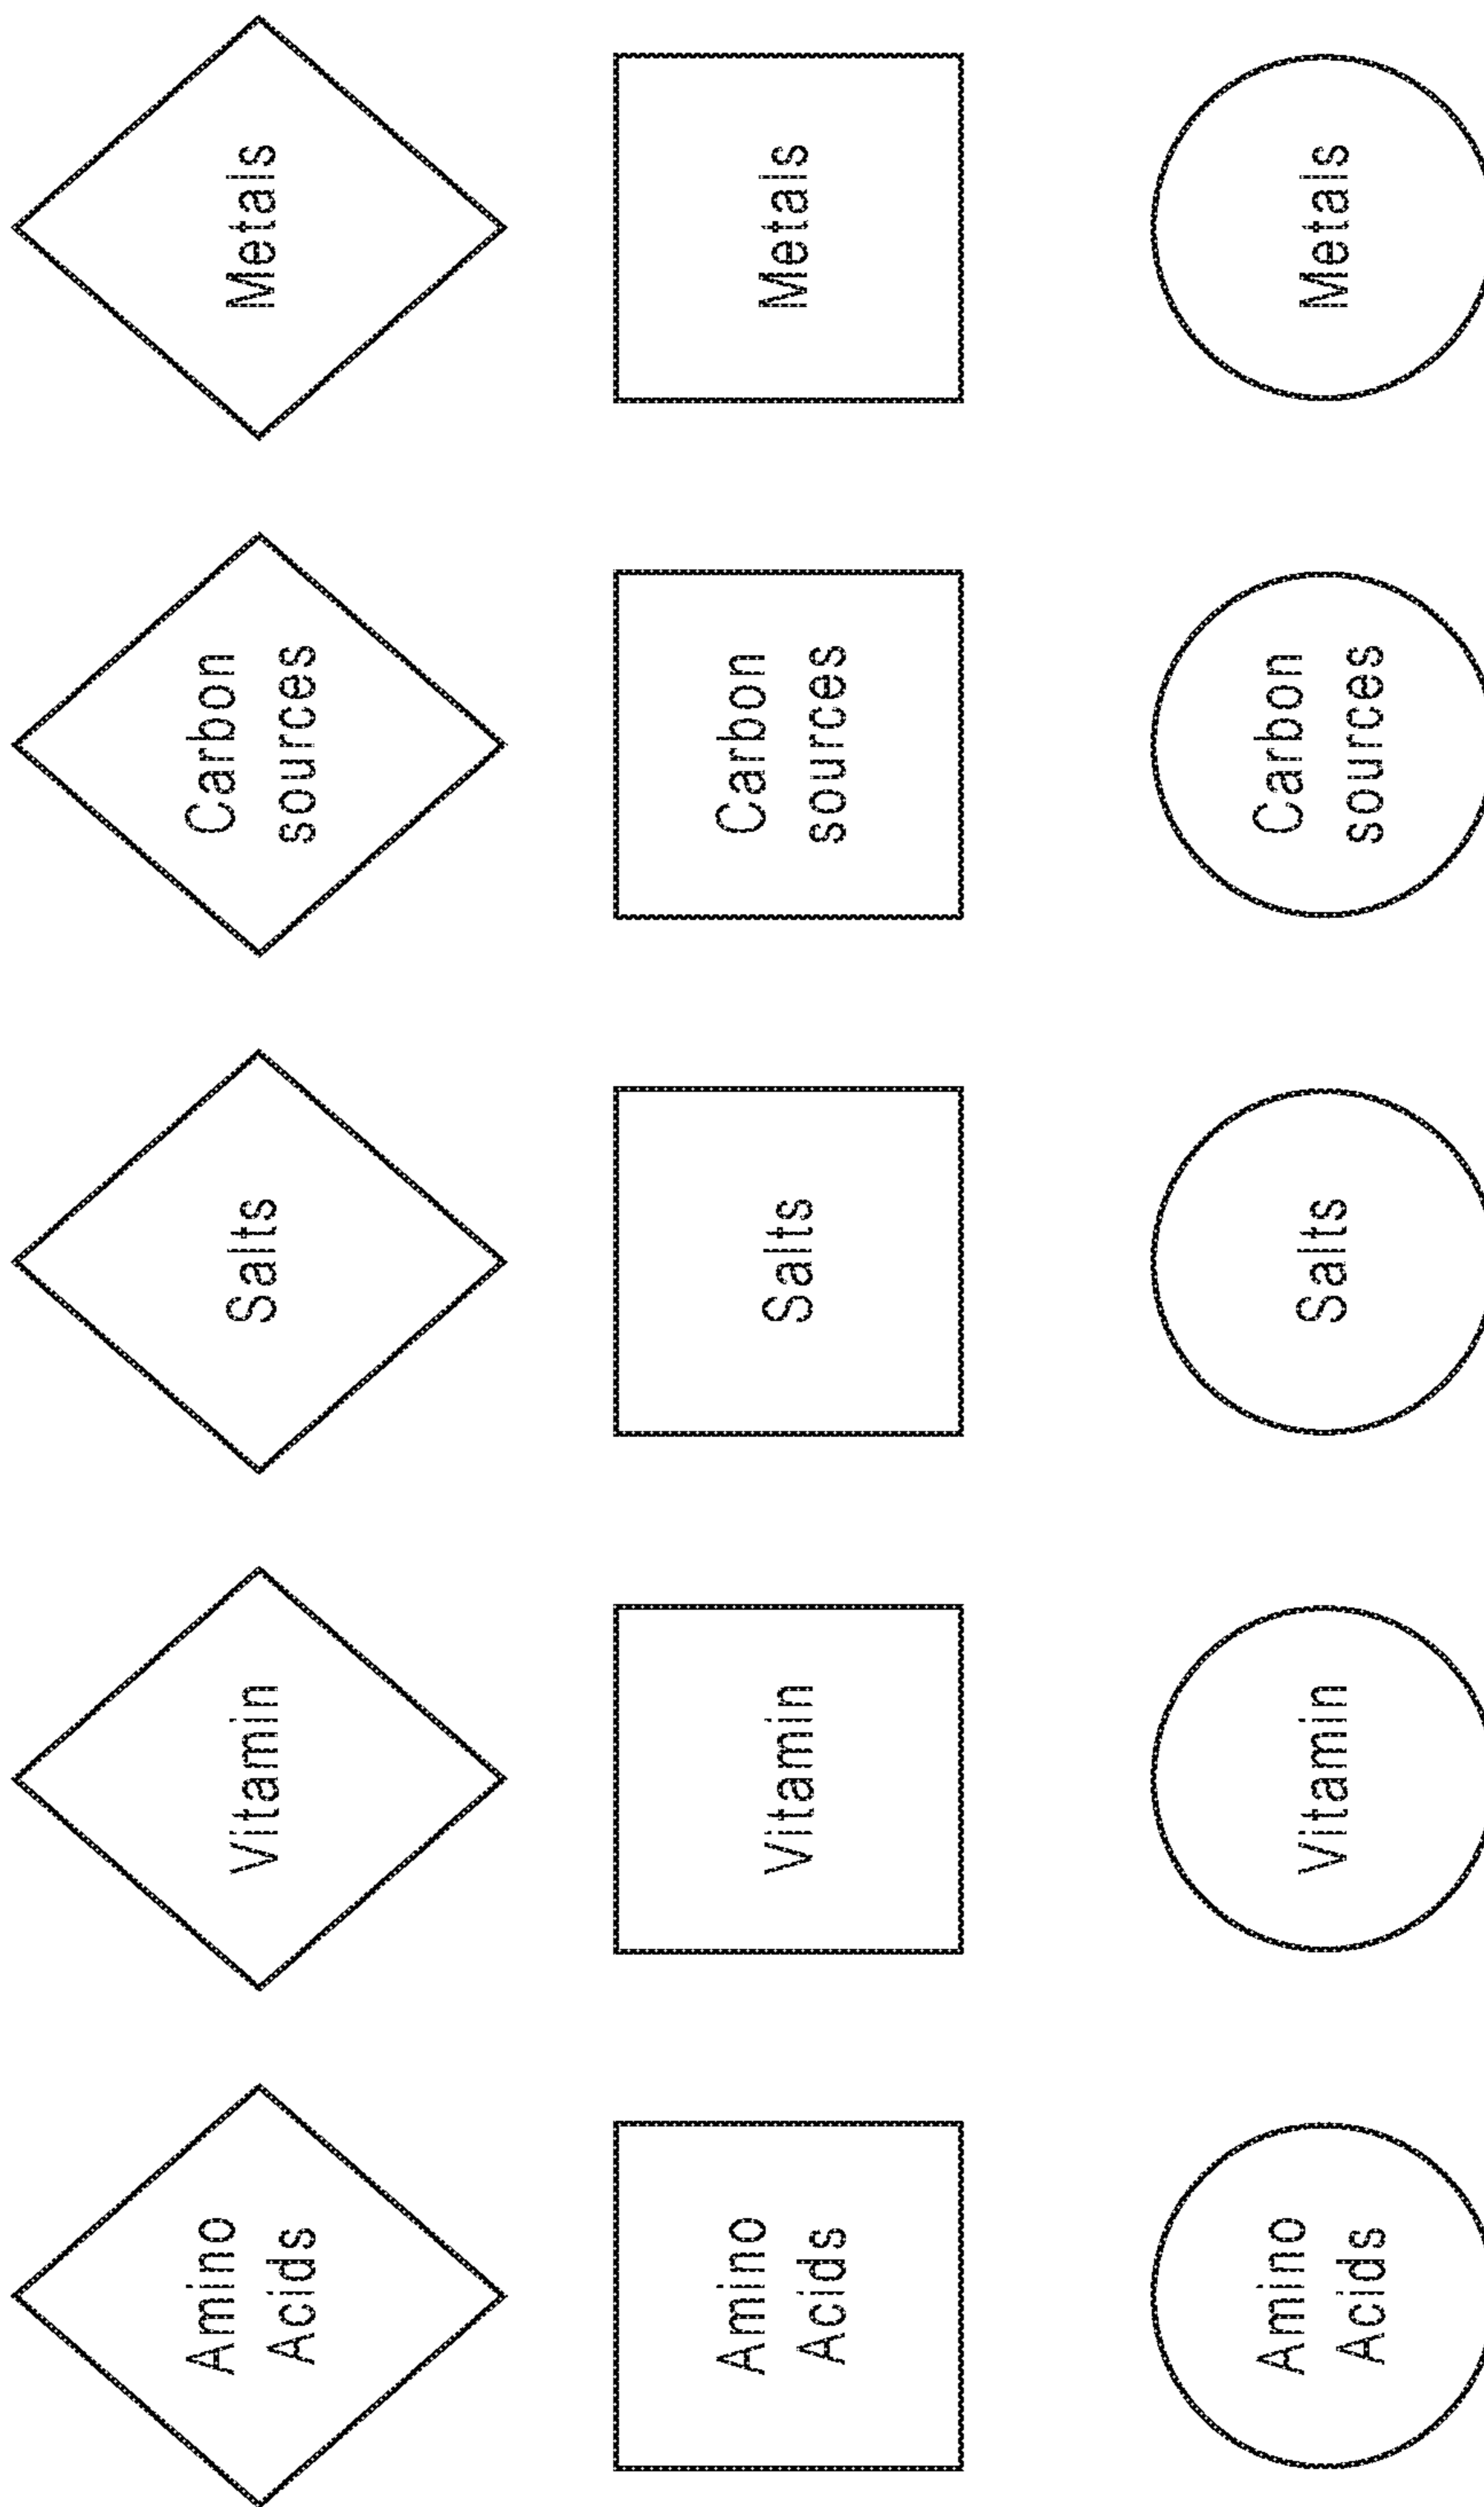 Amino
Acids
Vitamin
Salts
Carbon
sources
Metals
Amino
Acids
Vitamin
Salts
Carbon
sources
Metals
Amino
Acids
Vitamin
Salts
Carbon
sources
Metals